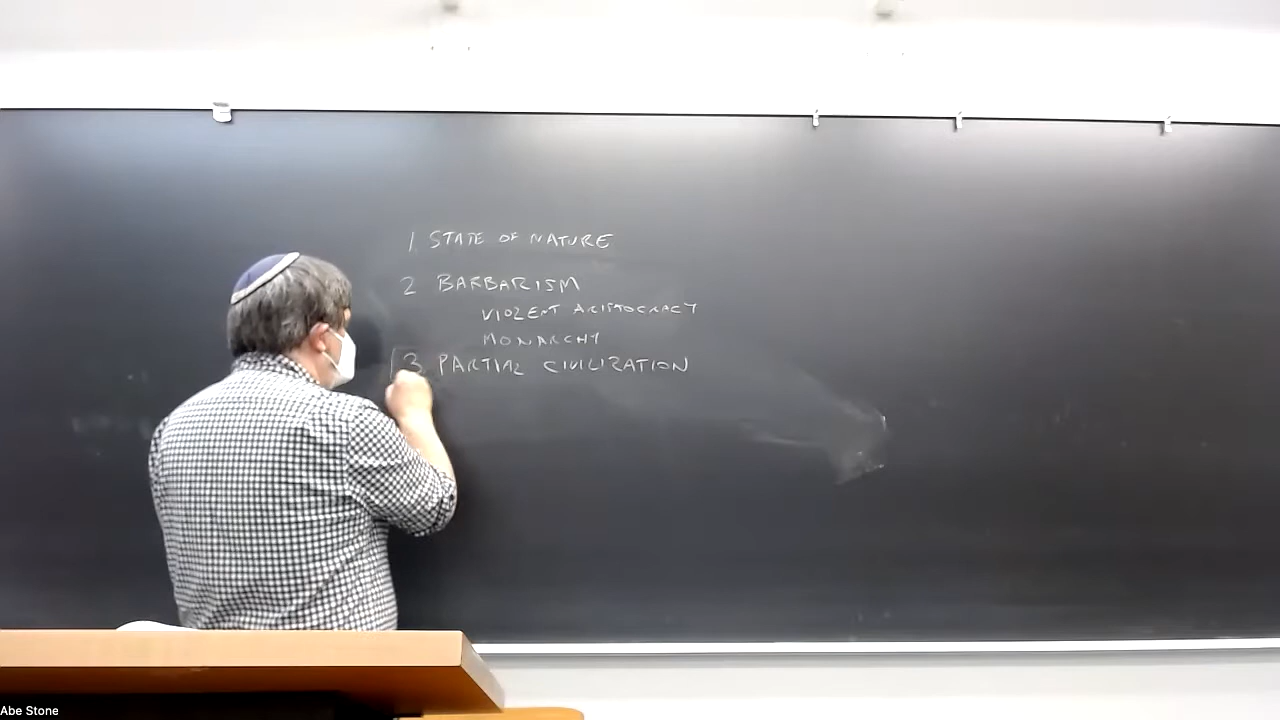 1 STATE OF NATURE
2 BARBARISM
VIOLENT ARISTOCRACY
MONARCHY
3 PARTIAL CIVILIZATION
Abe Stone